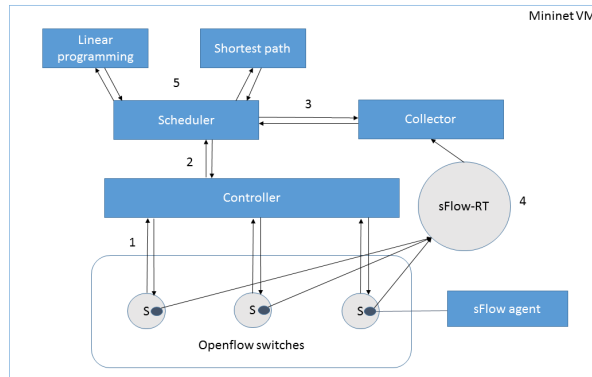 Mininet VM
Linear
programming
Shortest path
5
3
Scheduler
Collector
2
Controller
sFlow-RT
4
1
S
S
S
sFlow agent
Openflow switches